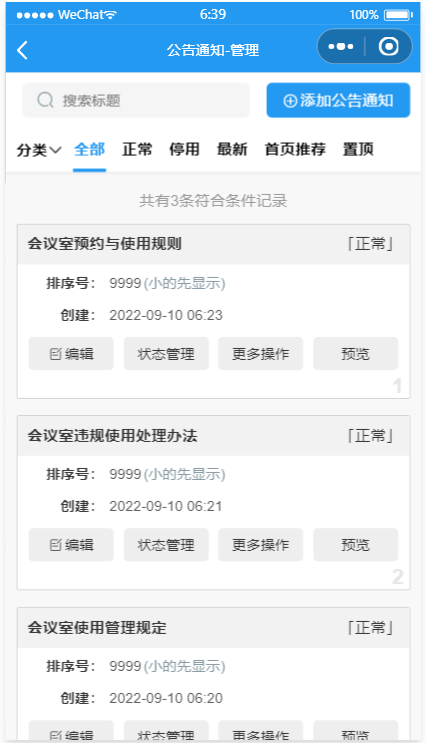 WeChat 6:39 100%
公告通知-管理
搜索标题 添加公告通知
分类 全部 正常 停用 最新 首页推荐 置顶
共有3条符合条件记录
会议室预约与使用规则 「正常」
排序号： 9999(小的先显示)
创建： 2022-09-10 06:23
编辑 状态管理 更多操作 预览
1
会议室违规使用处理办法 「正常」
排序号： 9999(小的先显示)
创建： 2022-09-10 06:21
编辑 状态管理 更多操作 预览
2
会议室使用管理规定 「正常」
排序号： 9999(小的先显示)
创建： 2022-09-10 06:20
编辑 状态管理 更多操作 预览